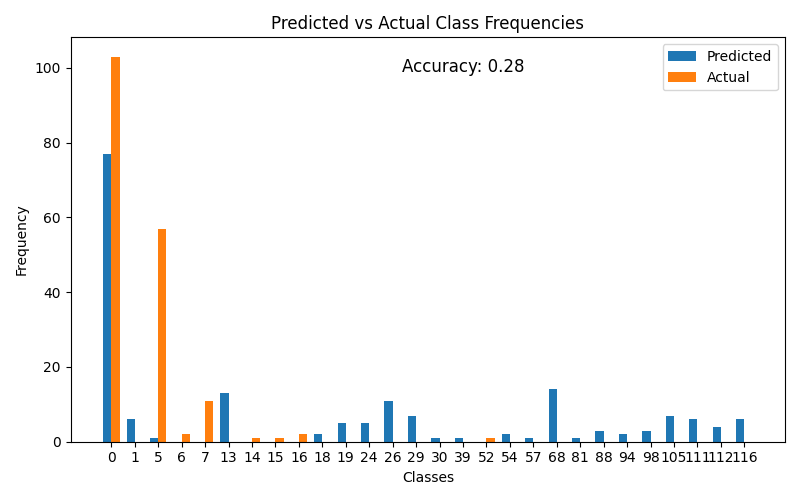 Predicted vs Actual Class Frequencies
Accuracy: 0.28
Predicted
Actual
Frequency
100
80
60
40
20
0
0 1 5 6 7 13 14 15 16 18 19 24 26 29 30 39 52 54 57 68 81 88 94 98 105 111 112 116
Classes